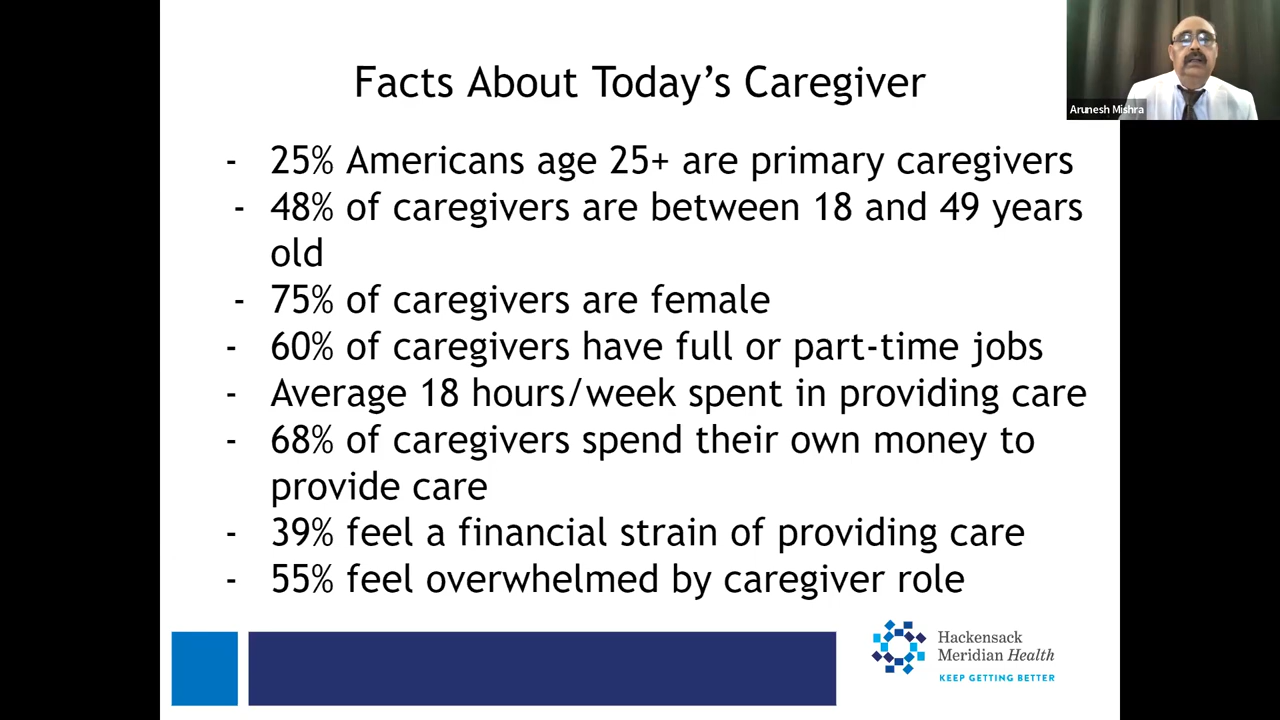 Facts About Today’s Caregiver
Arunesh Mishra
- 25% Americans age 25+ are primary caregivers
- 48% of caregivers are between 18 and 49 years
old
- 75% of caregivers are female
- 60% of caregivers have full or part-time jobs
- Average 18 hours/week spent in providing care
- 68% of caregivers spend their own money to
provide care
- 39% feel a financial strain of providing care
- 55% feel overwhelmed by caregiver role
Hackensack
Meridian Health
KEEP GETTING BETTER